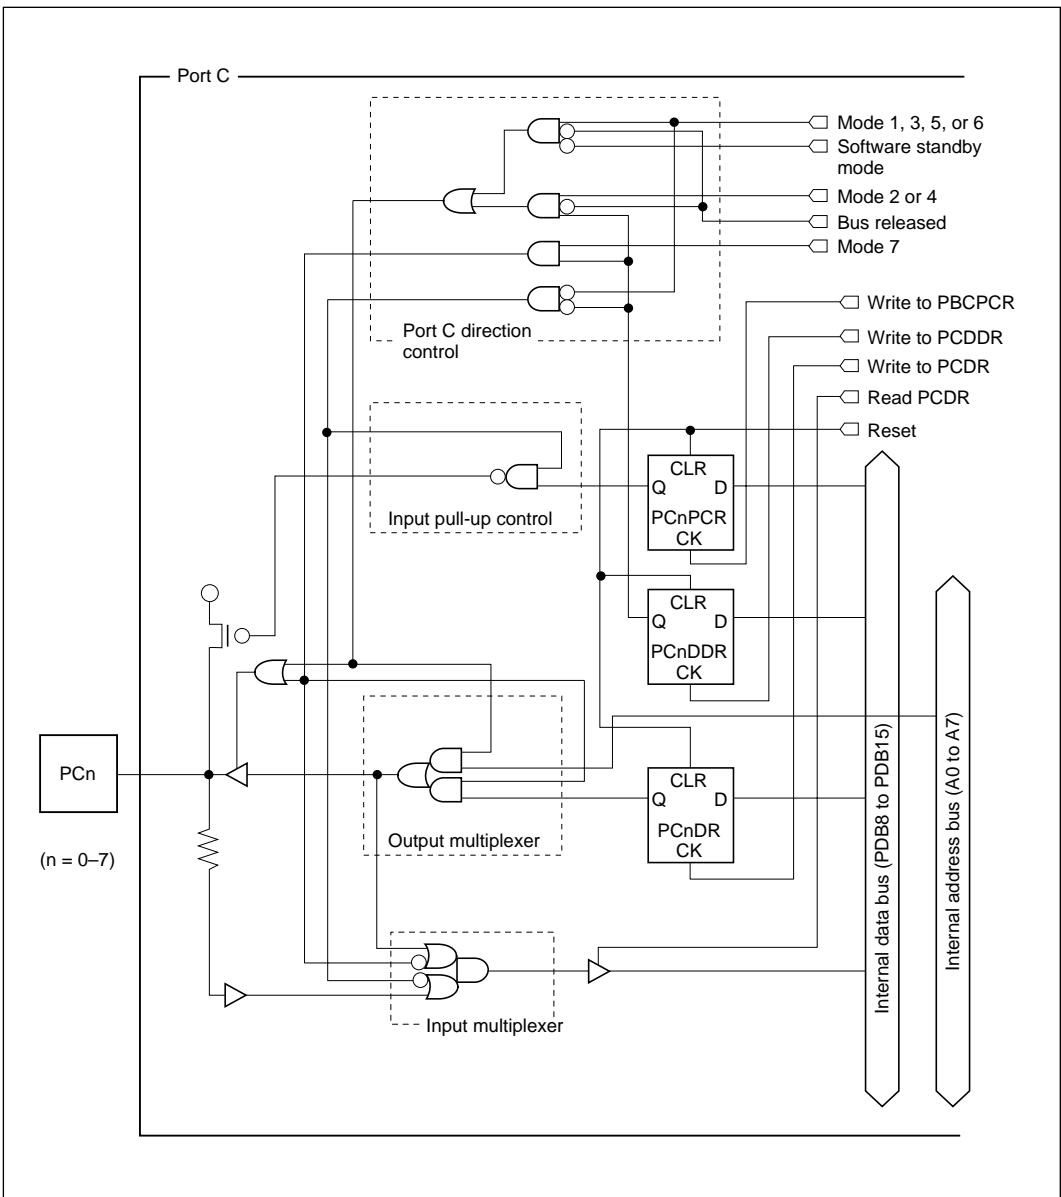 Port C
Mode 1, 3, 5, or 6
Software standby
mode
Mode 2 or 4
Bus released
Mode 7
Port C direction
control
Write to PBCPCR
Write to PCDDR
Write to PCDR
Read PCDR
Reset
Input pull-up control
CLR
Q D
PCnPCR
CK
CLR
Q D
PCnDDR
CK
PCn
(n = 0–7)
Output multiplexer
CLR
Q D
PCnDR
CK
Input multiplexer
Internal data bus (PDB8 to PDB15)
Internal address bus (A0 to A7)